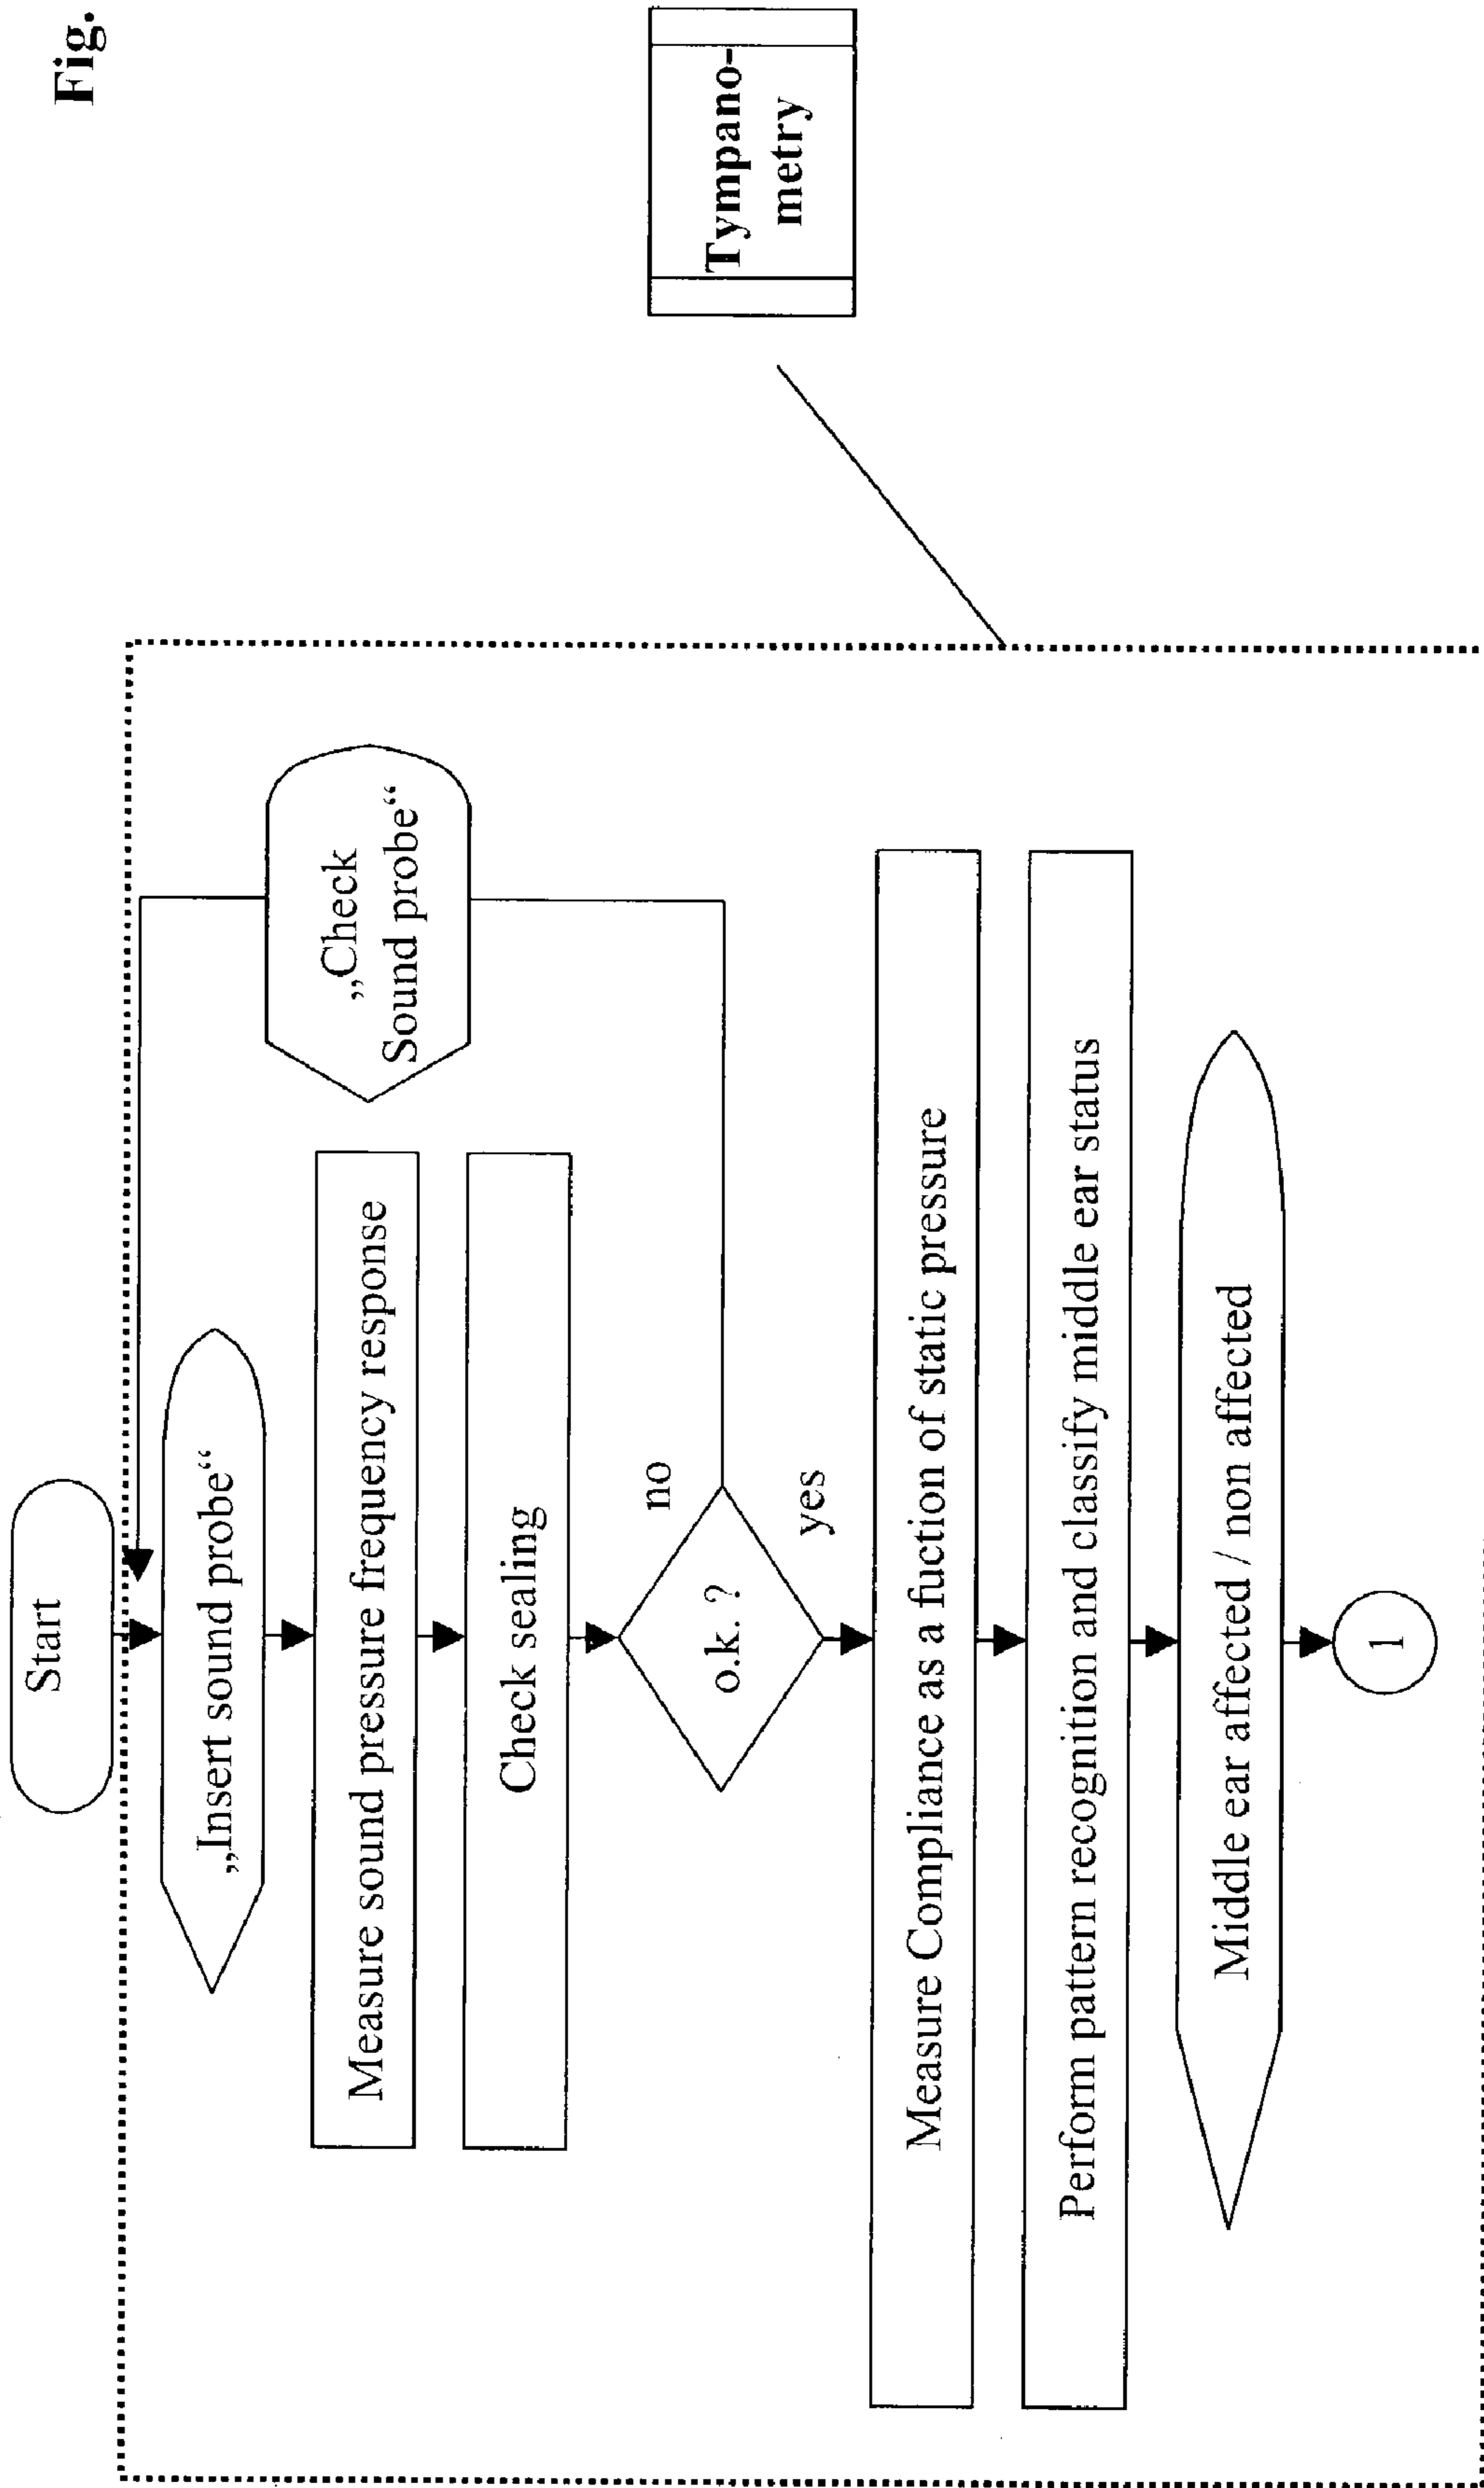 Fig.
Start
„Insert sound probe“
Measure sound pressure frequency response
„Check
Sound probe“
Check sealing
o.k. ?
no
yes
Measure Compliance as a fuction of static pressure
Perform pattern recognition and classify middle ear status
Middle ear affected / non affected
1
Tympano-
metry